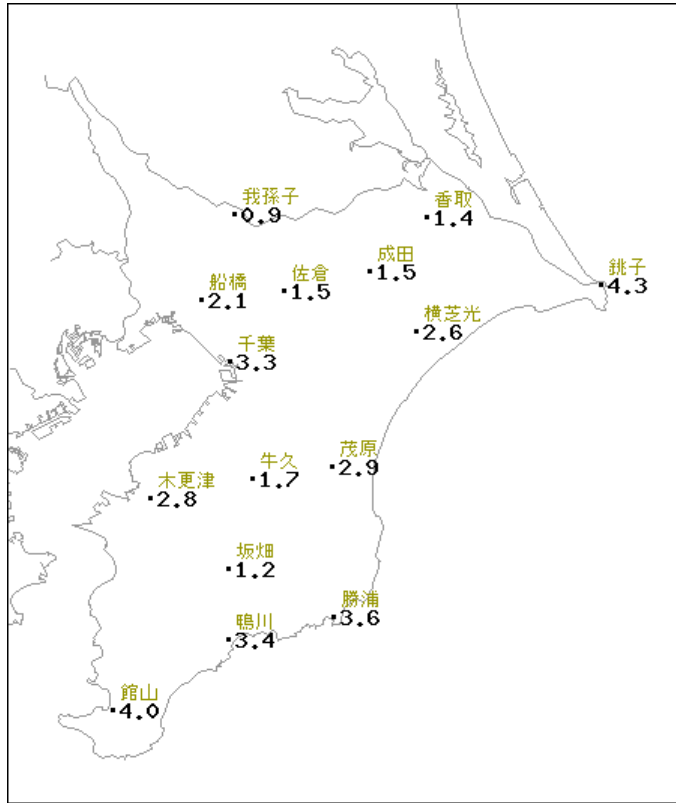 我孫子
0.9
香取
1.4
成田
1.5
佐倉
1.5
船橋
2.1
銚子
4.3
横芝光
2.6
千葉
3.3
茂原
2.9
牛久
1.7
木更津
2.8
坂畑
1.2
勝浦
3.6
鴨川
3.4
館山
4.0